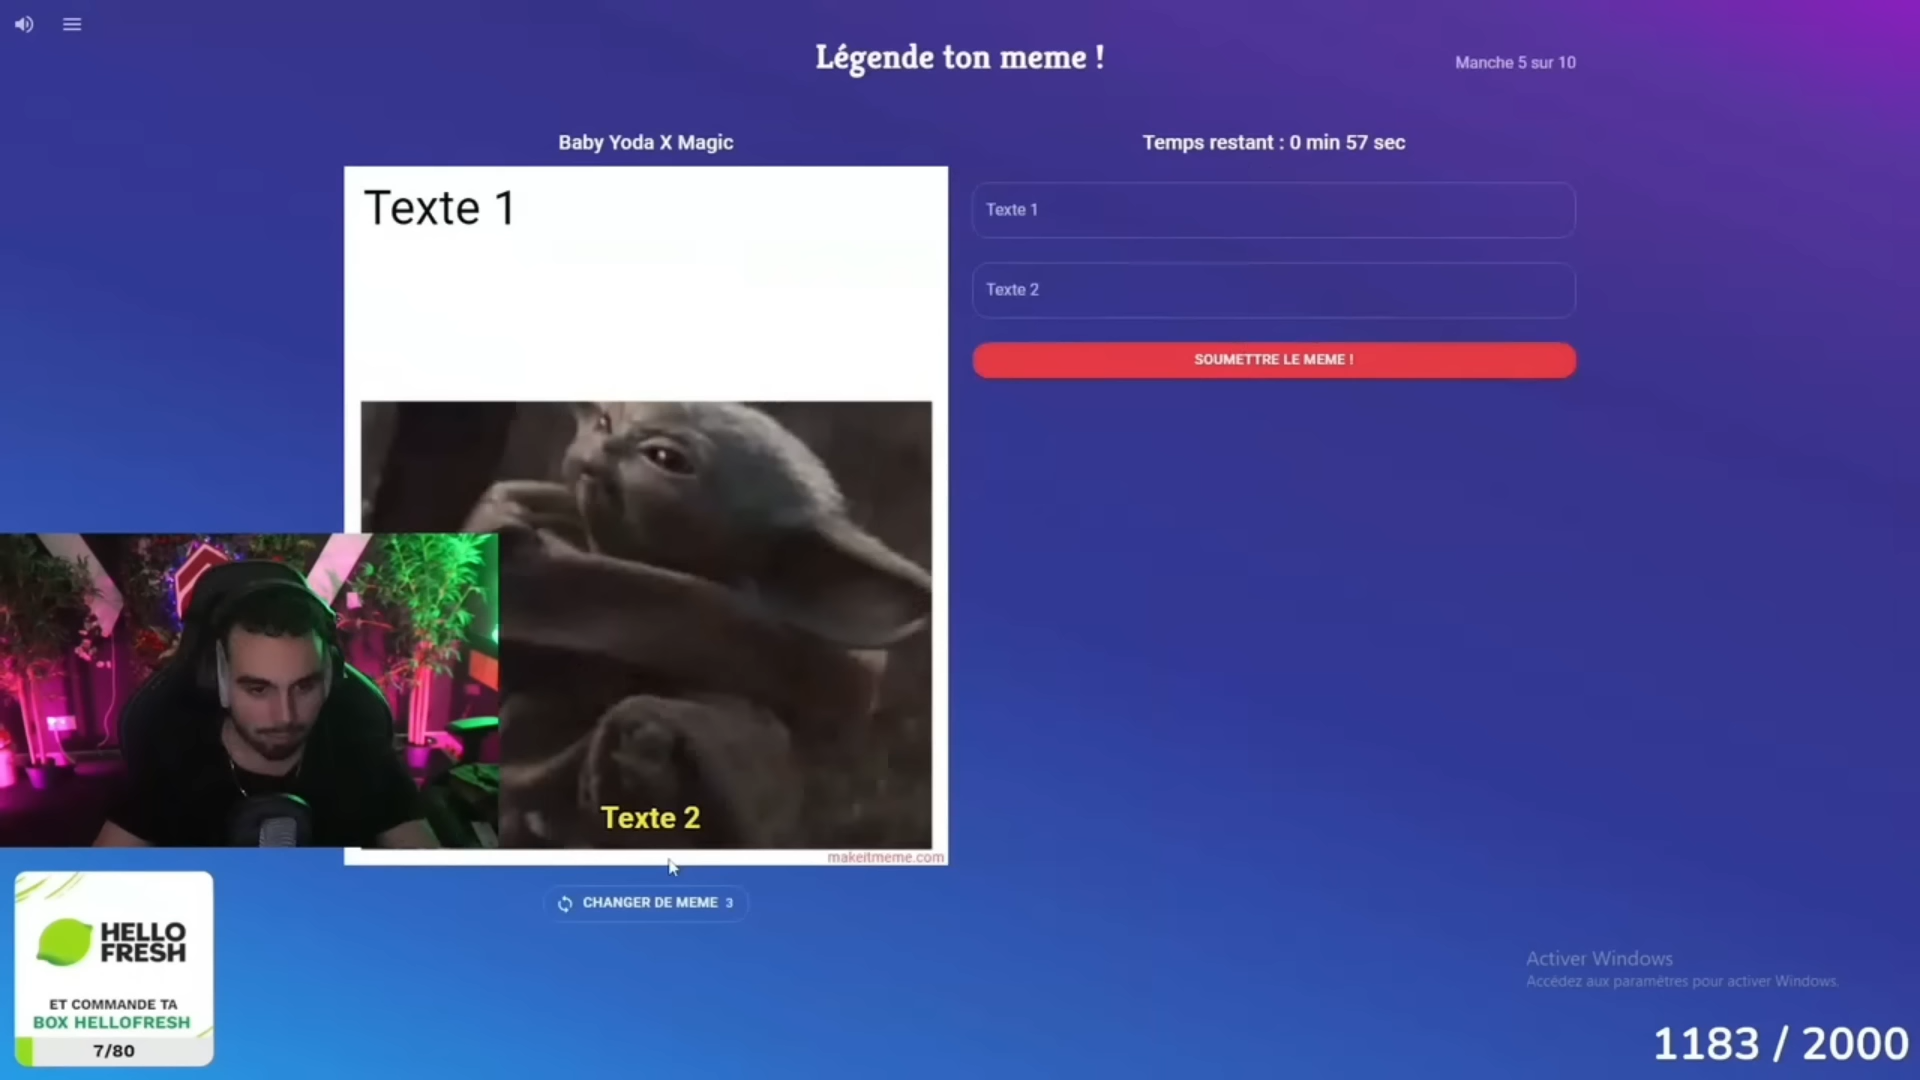 Légende ton meme !
Manche 5 sur 10
Baby Yoda X Magic
Temps restant : 0 min 57 sec
Texte 1
Texte 1
Texte 2
SOUMETTRE LE MEME !
Texte 2
makeitmeme.com
CHANGER DE MEME 3
HELLO
FRESH
ET COMMANDE TA
BOX HELLOFRESH
7/80
Activer Windows
Accédez aux paramètres pour activer Windows.
1183 / 2000